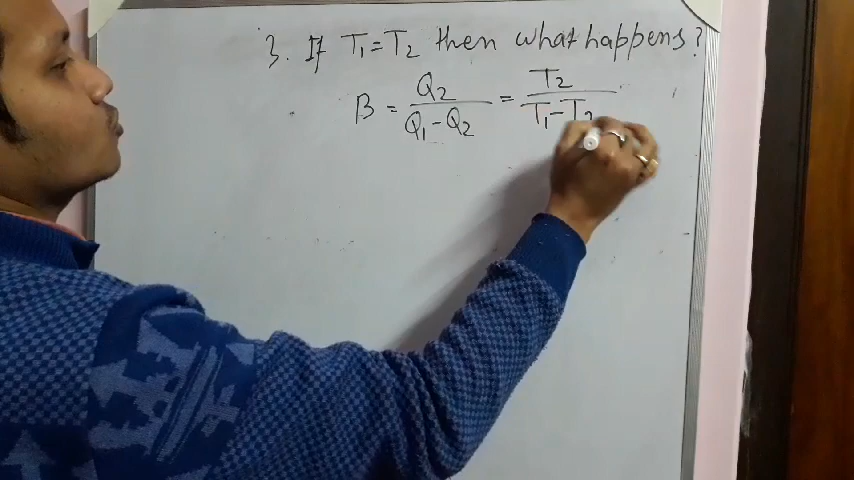 3. If T₁=T₂ then what happens?
β = Q₂/(Q₁-Q₂) = T₂/(T₁-T₂